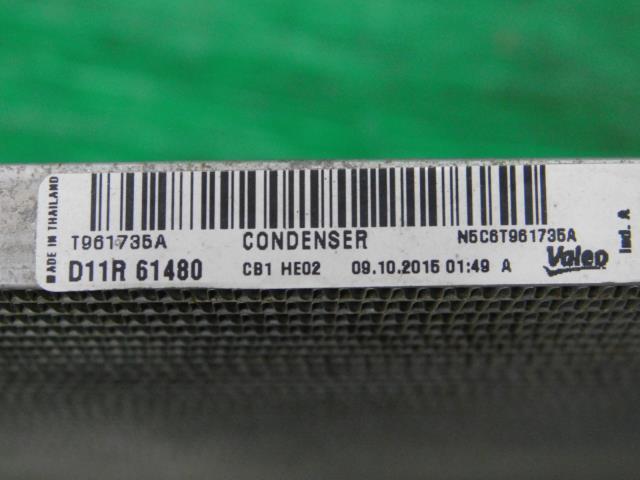 MADE IN THAILAND
T961735A CONDENSER N5C6T961735A
D11R 61480 CB1 HE02 09.10.2015 01:49 A Valeo
Ind. A